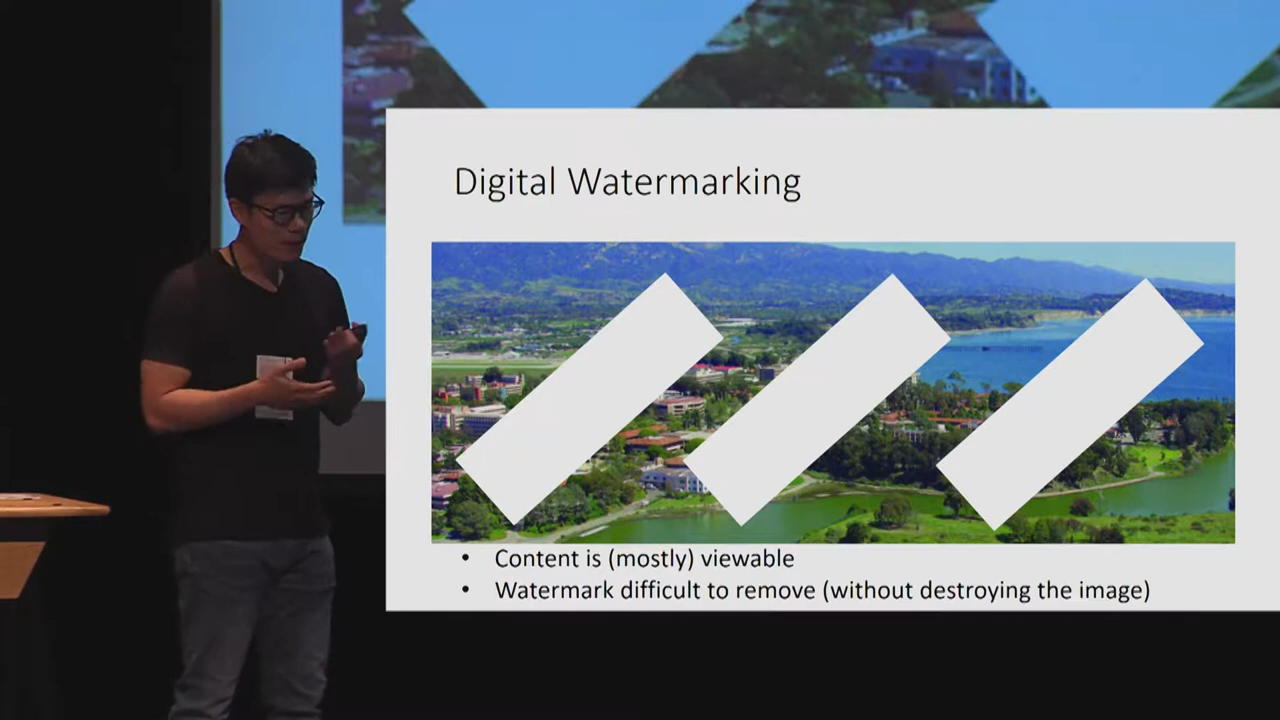 Digital Watermarking
• Content is (mostly) viewable
• Watermark difficult to remove (without destroying the image)